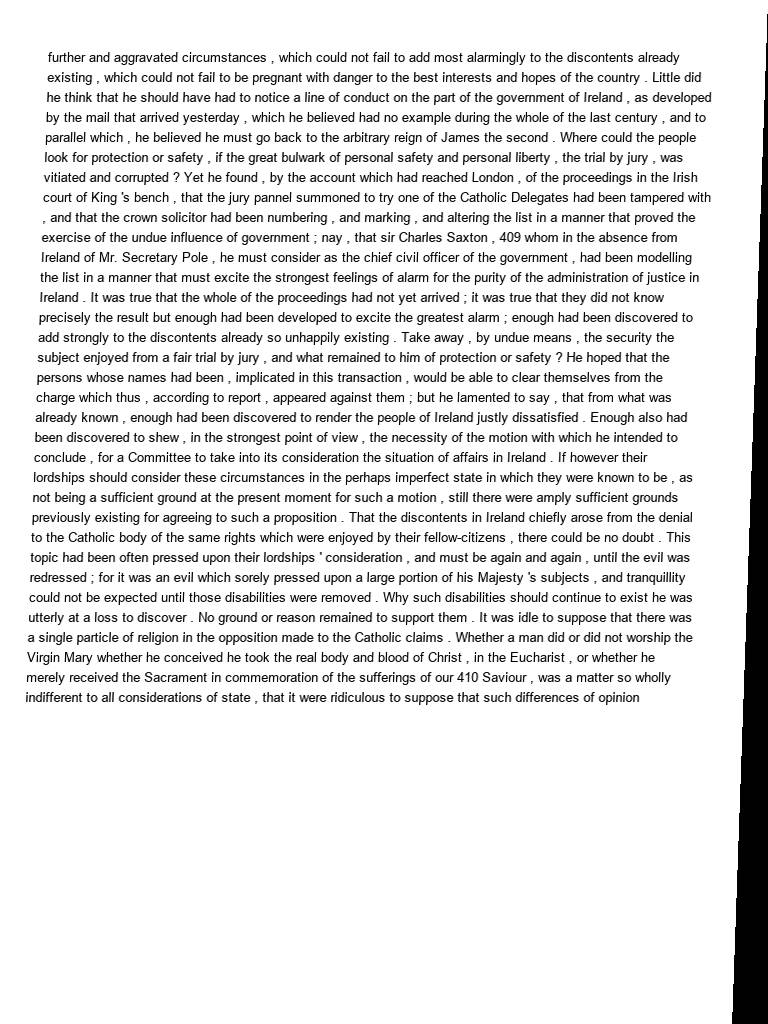 further and aggravated circumstances , which could not fail to add most alarmingly to the discontents already
existing , which could not fail to be pregnant with danger to the best interests and hopes of the country . Little did
he think that he should have had to notice a line of conduct on the part of the government of Ireland , as developed
by the mail that arrived yesterday , which he believed had no example during the whole of the last century , and to
parallel which , he believed he must go back to the arbitrary reign of James the second . Where could the people
look for protection or safety , if the great bulwark of personal safety and personal liberty , the trial by jury , was
vitiated and corrupted ? Yet he found , by the account which had reached London , of the proceedings in the Irish
court of King 's bench , that the jury pannel summoned to try one of the Catholic Delegates had been tampered with
, and that the crown solicitor had been numbering , and marking , and altering the list in a manner that proved the
exercise of the undue influence of government ; nay , that sir Charles Saxton , 409 whom in the absence from
Ireland of Mr. Secretary Pole , he must consider as the chief civil officer of the government , had been modelling
the list in a manner that must excite the strongest feelings of alarm for the purity of the administration of justice in
Ireland . It was true that the whole of the proceedings had not yet arrived ; it was true that they did not know
precisely the result but enough had been developed to excite the greatest alarm ; enough had been discovered to
add strongly to the discontents already so unhappily existing . Take away , by undue means , the security the
subject enjoyed from a fair trial by jury , and what remained to him of protection or safety ? He hoped that the
persons whose names had been , implicated in this transaction , would be able to clear themselves from the
charge which thus , according to report , appeared against them ; but he lamented to say , that from what was
already known , enough had been discovered to render the people of Ireland justly dissatisfied . Enough also had
been discovered to shew , in the strongest point of view , the necessity of the motion with which he intended to
conclude , for a Committee to take into its consideration the situation of affairs in Ireland . If however their
lordships should consider these circumstances in the perhaps imperfect state in which they were known to be , as
not being a sufficient ground at the present moment for such a motion , still there were amply sufficient grounds
previously existing for agreeing to such a proposition . That the discontents in Ireland chiefly arose from the denial
to the Catholic body of the same rights which were enjoyed by their fellow-citizens , there could be no doubt . This
topic had been often pressed upon their lordships ' consideration , and must be again and again , until the evil was
redressed ; for it was an evil which sorely pressed upon a large portion of his Majesty 's subjects , and tranquillity
could not be expected until those disabilities were removed . Why such disabilities should continue to exist he was
utterly at a loss to discover . No ground or reason remained to support them . It was idle to suppose that there was
a single particle of religion in the opposition made to the Catholic claims . Whether a man did or did not worship the
Virgin Mary whether he conceived he took the real body and blood of Christ , in the Eucharist , or whether he
merely received the Sacrament in commemoration of the sufferings of our 410 Saviour , was a matter so wholly
indifferent to all considerations of state , that it were ridiculous to suppose that such differences of opinion